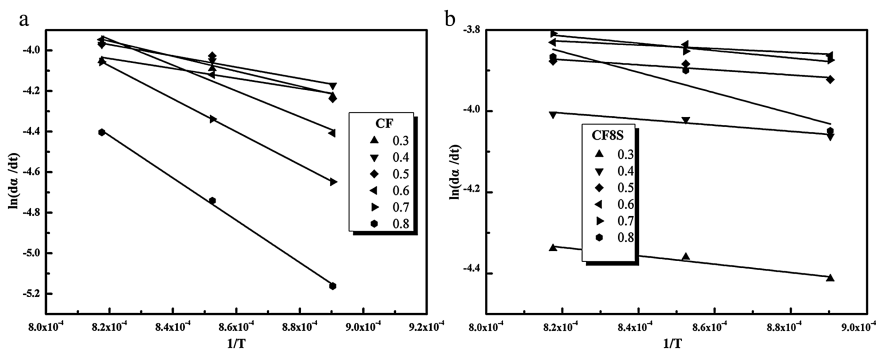 a
-4.0
-4.2
-4.4
-4.6
-4.8
-5.0
-5.2
ln(dα /dt)
CF
0.3
0.4
0.5
0.6
0.7
0.8
8.0x10-4 8.2x10-4 8.4x10-4 8.6x10-4 8.8x10-4 9.0x10-4 9.2x10-4
1/T
b
-3.8
-4.0
-4.2
-4.4
ln(dα /dt)
CF8S
0.3
0.4
0.5
0.6
0.7
0.8
8.0x10-4 8.2x10-4 8.4x10-4 8.6x10-4 8.8x10-4 9.0x10-4
1/T